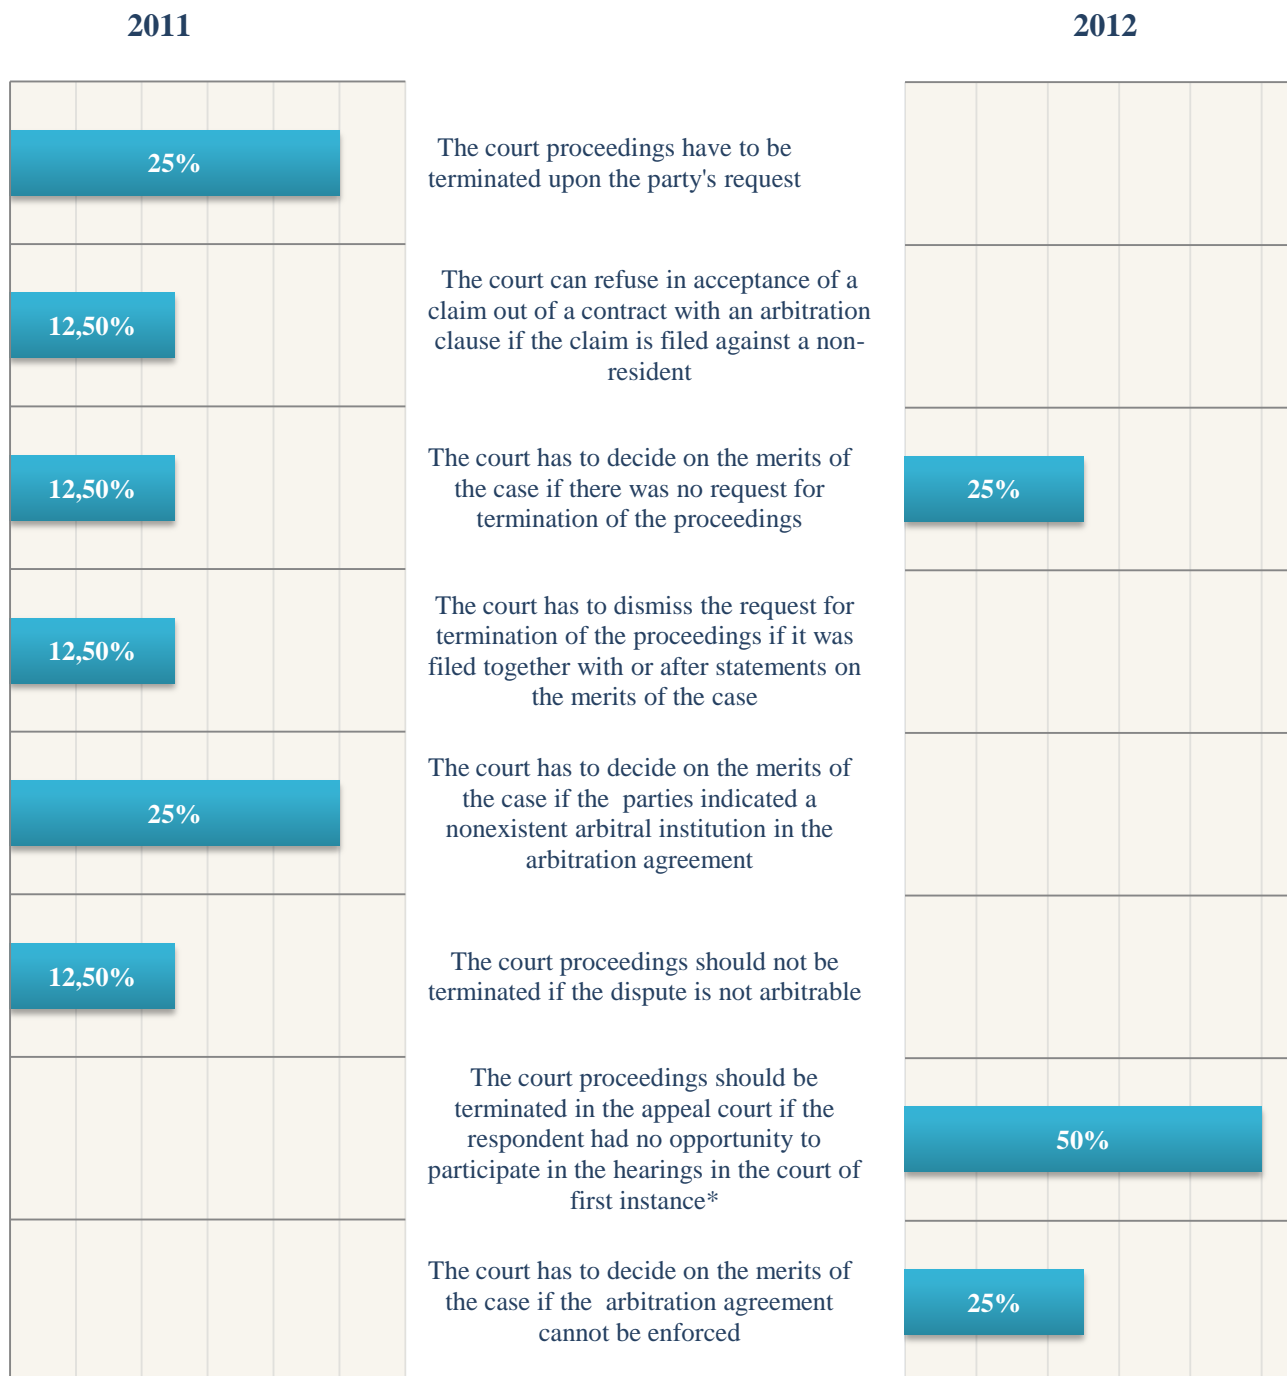 2011
2012
25%
The court proceedings have to be
terminated upon the party's request
12,50%
The court can refuse in acceptance of a
claim out of a contract with an arbitration
clause if the claim is filed against a non-
resident
12,50%
The court has to decide on the merits of
the case if there was no request for
termination of the proceedings
25%
12,50%
The court has to dismiss the request for
termination of the proceedings if it was
filed together with or after statements on
the merits of the case
25%
The court has to decide on the merits of
the case if the  parties indicated a
nonexistent arbitral institution in the
arbitration agreement
12,50%
The court proceedings should not be
terminated if the dispute is not arbitrable
The court proceedings should be
terminated in the appeal court if the
respondent had no opportunity to
participate in the hearings in the court of
first instance*
50%
The court has to decide on the merits of
the case if the  arbitration agreement
cannot be enforced
25%